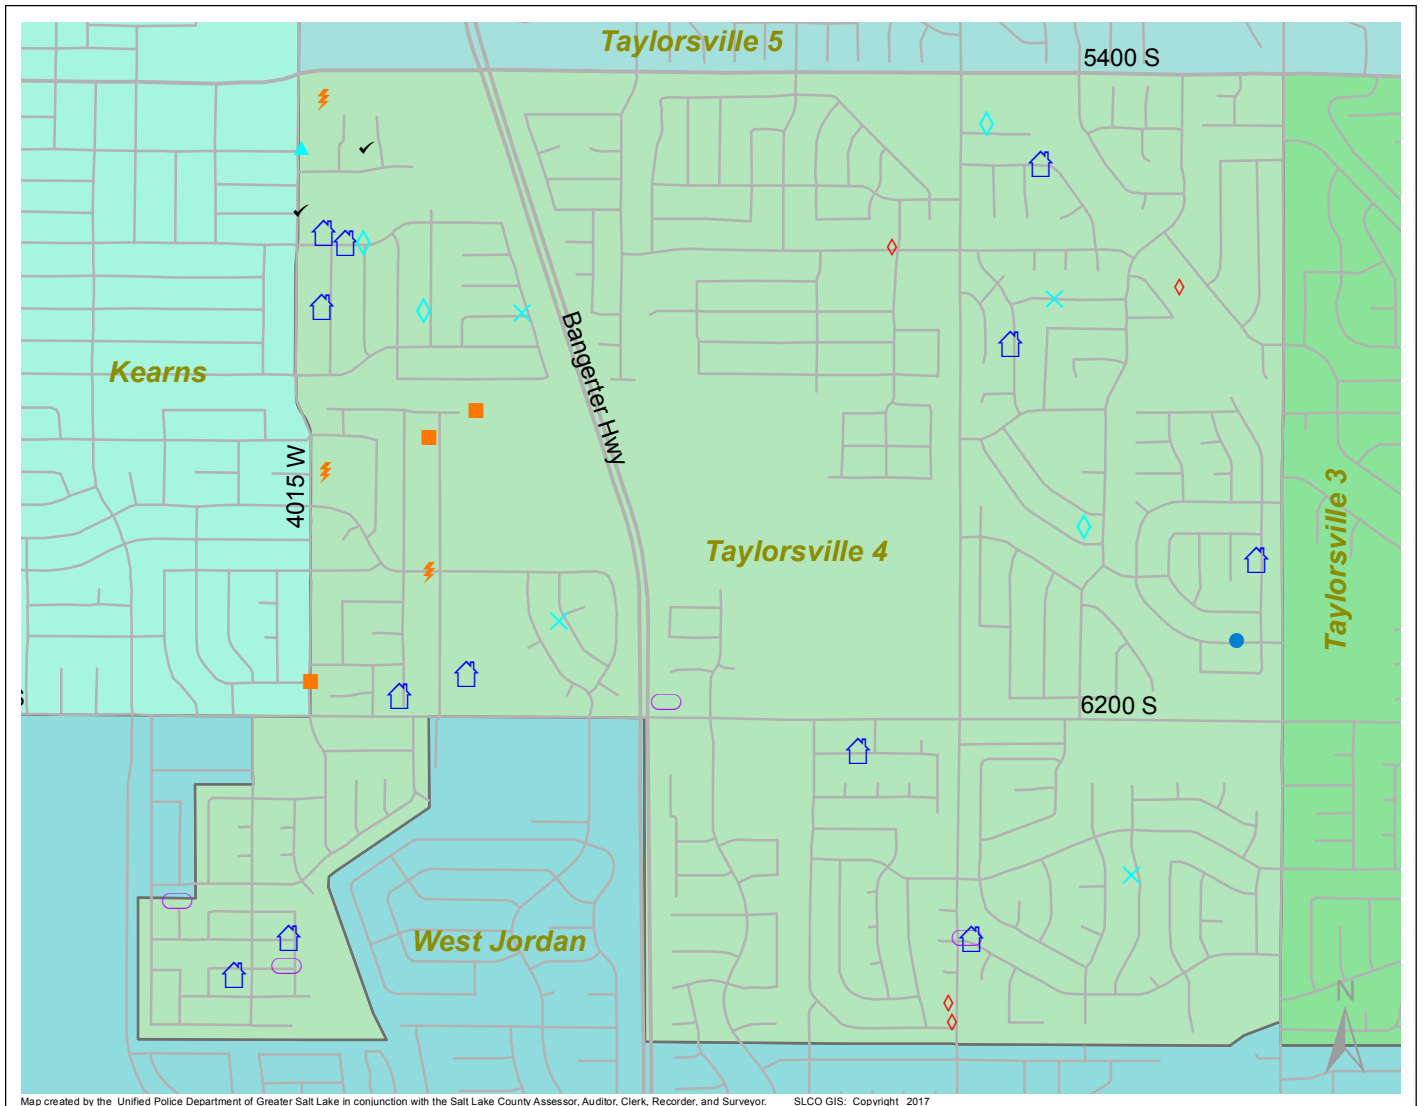 Taylorsville 5
5400 S
Kearns
Bangerter Hwy
4015 W
Taylorsville 4
Taylorsville 3
6200 S
West Jordan
N
Map created by the Unified Police Department of Greater Salt Lake in conjunction with the Salt Lake County Assessor, Auditor, Clerk, Recorder, and Surveyor. SLCO GIS: Copyright 2017